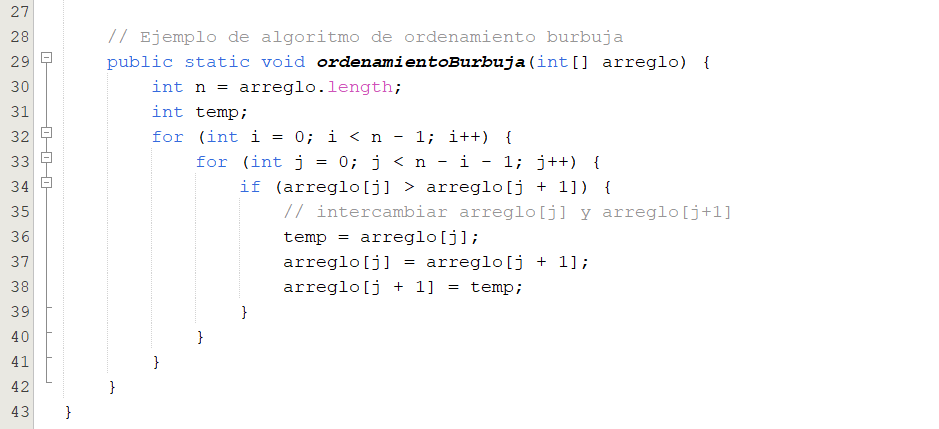 27
28 // Ejemplo de algoritmo de ordenamiento burbuja
29 public static void ordenamientoBurbuja(int[] arreglo) {
30 int n = arreglo.length;
31 int temp;
32 for (int i = 0; i < n - 1; i++) {
33 for (int j = 0; j < n - i - 1; j++) {
34 if (arreglo[j] > arreglo[j + 1]) {
35 // intercambiar arreglo[j] y arreglo[j+1]
36 temp = arreglo[j];
37 arreglo[j] = arreglo[j + 1];
38 arreglo[j + 1] = temp;
39 }
40 }
41 }
42 }
43 }